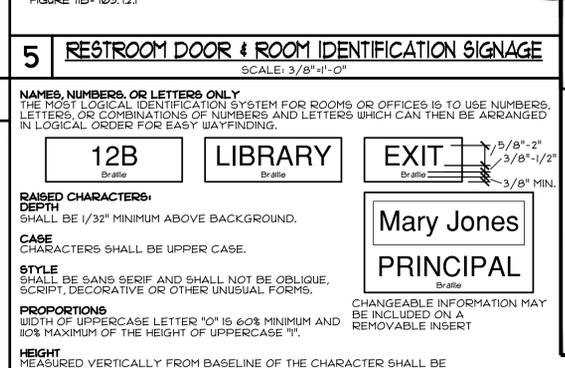 FIGURE 11B-703.7.2.1
5 RESTROOM DOOR & ROOM IDENTIFICATION SIGNAGE
SCALE: 3/8"=1'-0"
NAMES, NUMBERS, OR LETTERS ONLY
THE MOST LOGICAL IDENTIFICATION SYSTEM FOR ROOMS OR OFFICES IS TO USE NUMBERS,
LETTERS, OR COMBINATIONS OF NUMBERS AND LETTERS WHICH CAN THEN BE ARRANGED
IN LOGICAL ORDER FOR EASY WAYFINDING.
12B
Braille
LIBRARY
Braille
EXIT
Braille
5/8"-2"
3/8"-1/2"
3/8" MIN.
RAISED CHARACTERS:
DEPTH
SHALL BE 1/32" MINIMUM ABOVE BACKGROUND.
CASE
CHARACTERS SHALL BE UPPER CASE.
STYLE
SHALL BE SANS SERIF AND SHALL NOT BE OBLIQUE,
SCRIPT, DECORATIVE OR OTHER UNUSUAL FORMS.
PROPORTIONS
WIDTH OF UPPERCASE LETTER "O" IS 60% MINIMUM AND
110% MAXIMUM OF THE HEIGHT OF UPPERCASE "I".
HEIGHT
MEASURED VERTICALLY FROM BASELINE OF THE CHARACTER SHALL BE
Mary Jones
PRINCIPAL
Braille
CHANGEABLE INFORMATION MAY
BE INCLUDED ON A
REMOVABLE INSERT